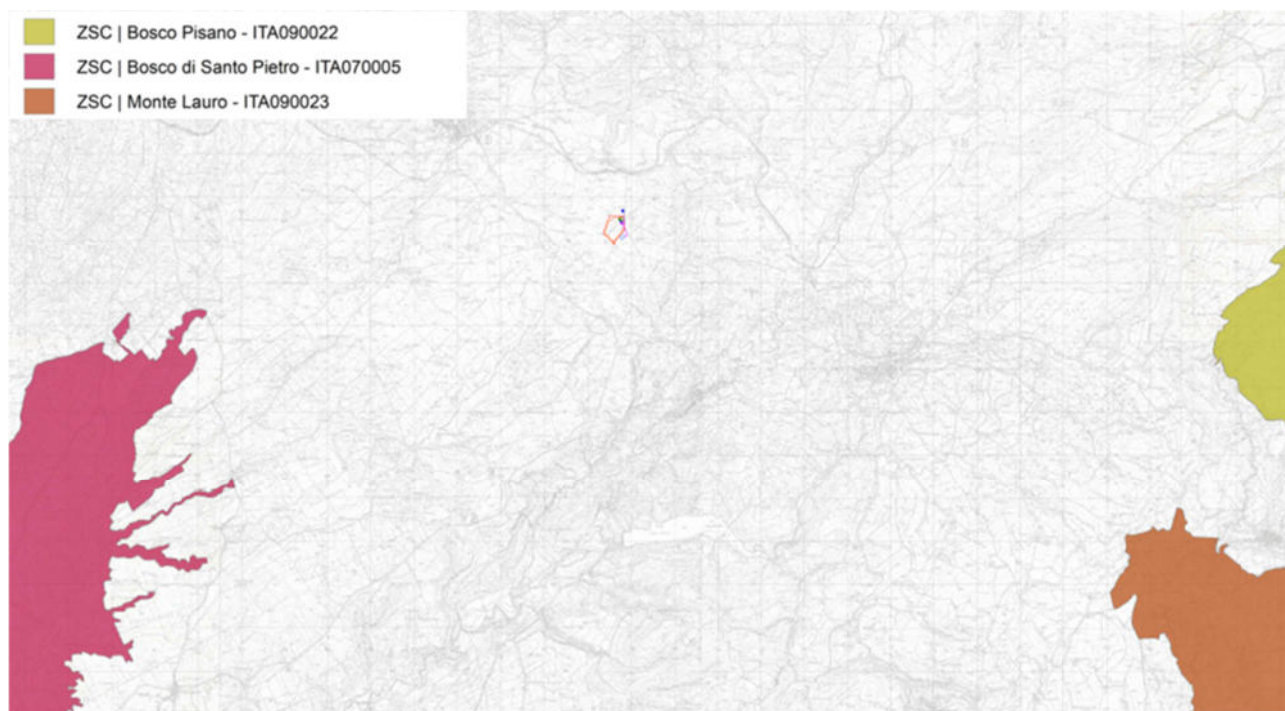 ZSC | Bosco Pisano - ITA090022
ZSC | Bosco di Santo Pietro - ITA070005
ZSC | Monte Lauro - ITA090023